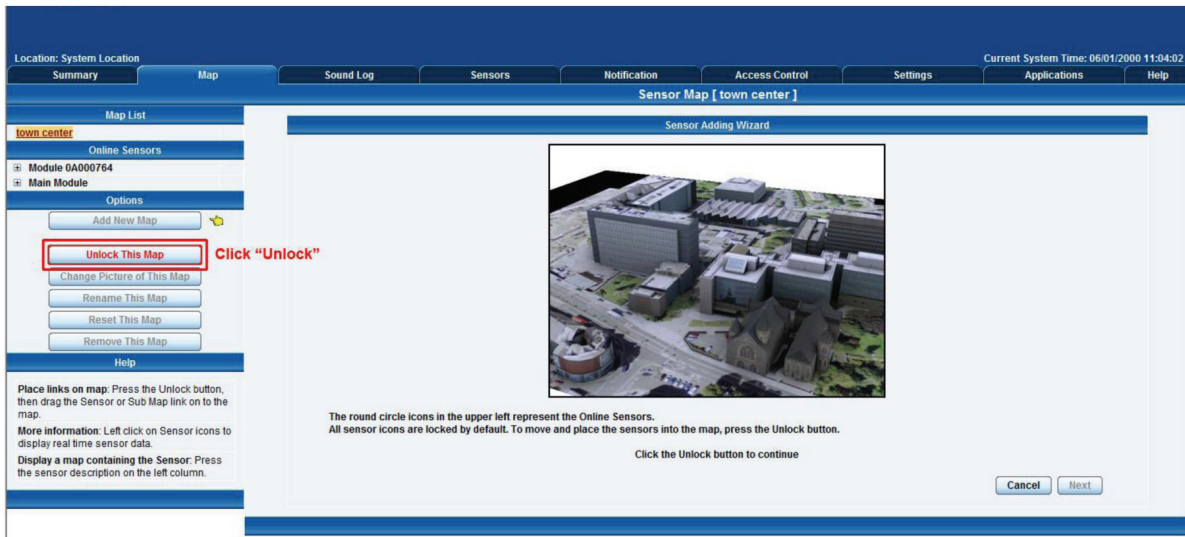 Location: System Location
Current System Time: 06/01/2000 11:04:02
Summary Map Sound Log Sensors Notification Access Control Settings Applications Help
Sensor Map [ town center ]
Map List
town center
Online Sensors
Module 0A000764
Main Module
Options
Add New Map
Unlock This Map
Click “Unlock”
Change Picture of This Map
Rename This Map
Reset This Map
Remove This Map
Help
Place links on map: Press the Unlock button,
then drag the Sensor or Sub Map link on to the
map.
More information: Left click on Sensor icons to
display real time sensor data.
Display a map containing the Sensor: Press
the sensor description on the left column.
Sensor Adding Wizard
The round circle icons in the upper left represent the Online Sensors.
All sensor icons are locked by default. To move and place the sensors into the map, press the Unlock button.
Click the Unlock button to continue
Cancel Next